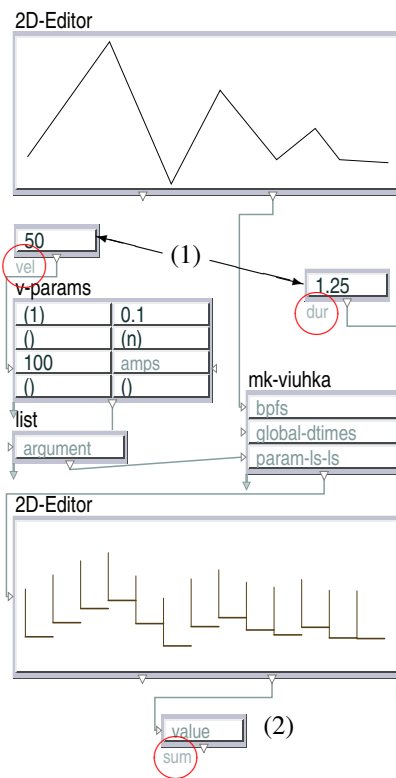 2D-Editor
50
(1)
vel
1.25
dur
v-params
(1) 0.1
() (n)
100 amps
() ()
mk-viuhka
bpfs
global-dtimes
param-ls-ls
list
argument
2D-Editor
value
(2)
sum